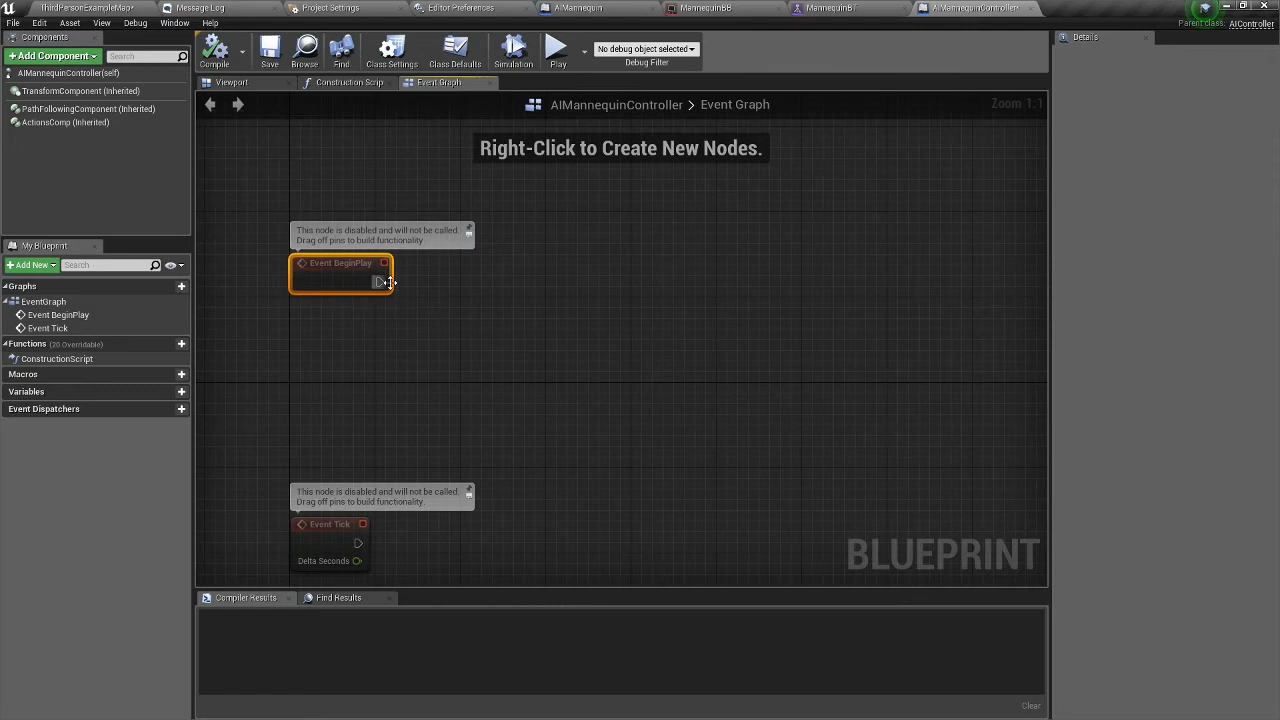 ThirdPersonExampleMap•
Message Log
Project Settings
Editor Preferences
AIMannequin
MannequinBB
MannequinBT
AIMannequinController•
File
Edit
Asset
View
Debug
Window
Help
Parent class:
AIController
Components
+ Add Component
Search
AIMannequinController(self)
TransformComponent (Inherited)
PathFollowingComponent (Inherited)
ActionsComp (Inherited)
My Blueprint
+ Add New
Search
Graphs
EventGraph
Event BeginPlay
Event Tick
Functions (20 Overridable)
ConstructionScript
Macros
Variables
Event Dispatchers
Compile
Save
Browse
Find
Class Settings
Class Defaults
Simulation
Play
No debug object selected
Debug Filter
Viewport
Construction Scrip
Event Graph
AIMannequinController > Event Graph
Zoom 1:1
Right-Click to Create New Nodes.
This node is disabled and will not be called.
Drag off pins to build functionality
Event BeginPlay
This node is disabled and will not be called.
Drag off pins to build functionality.
Event Tick
Delta Seconds
BLUEPRINT
Compiler Results
Find Results
Clear
Details